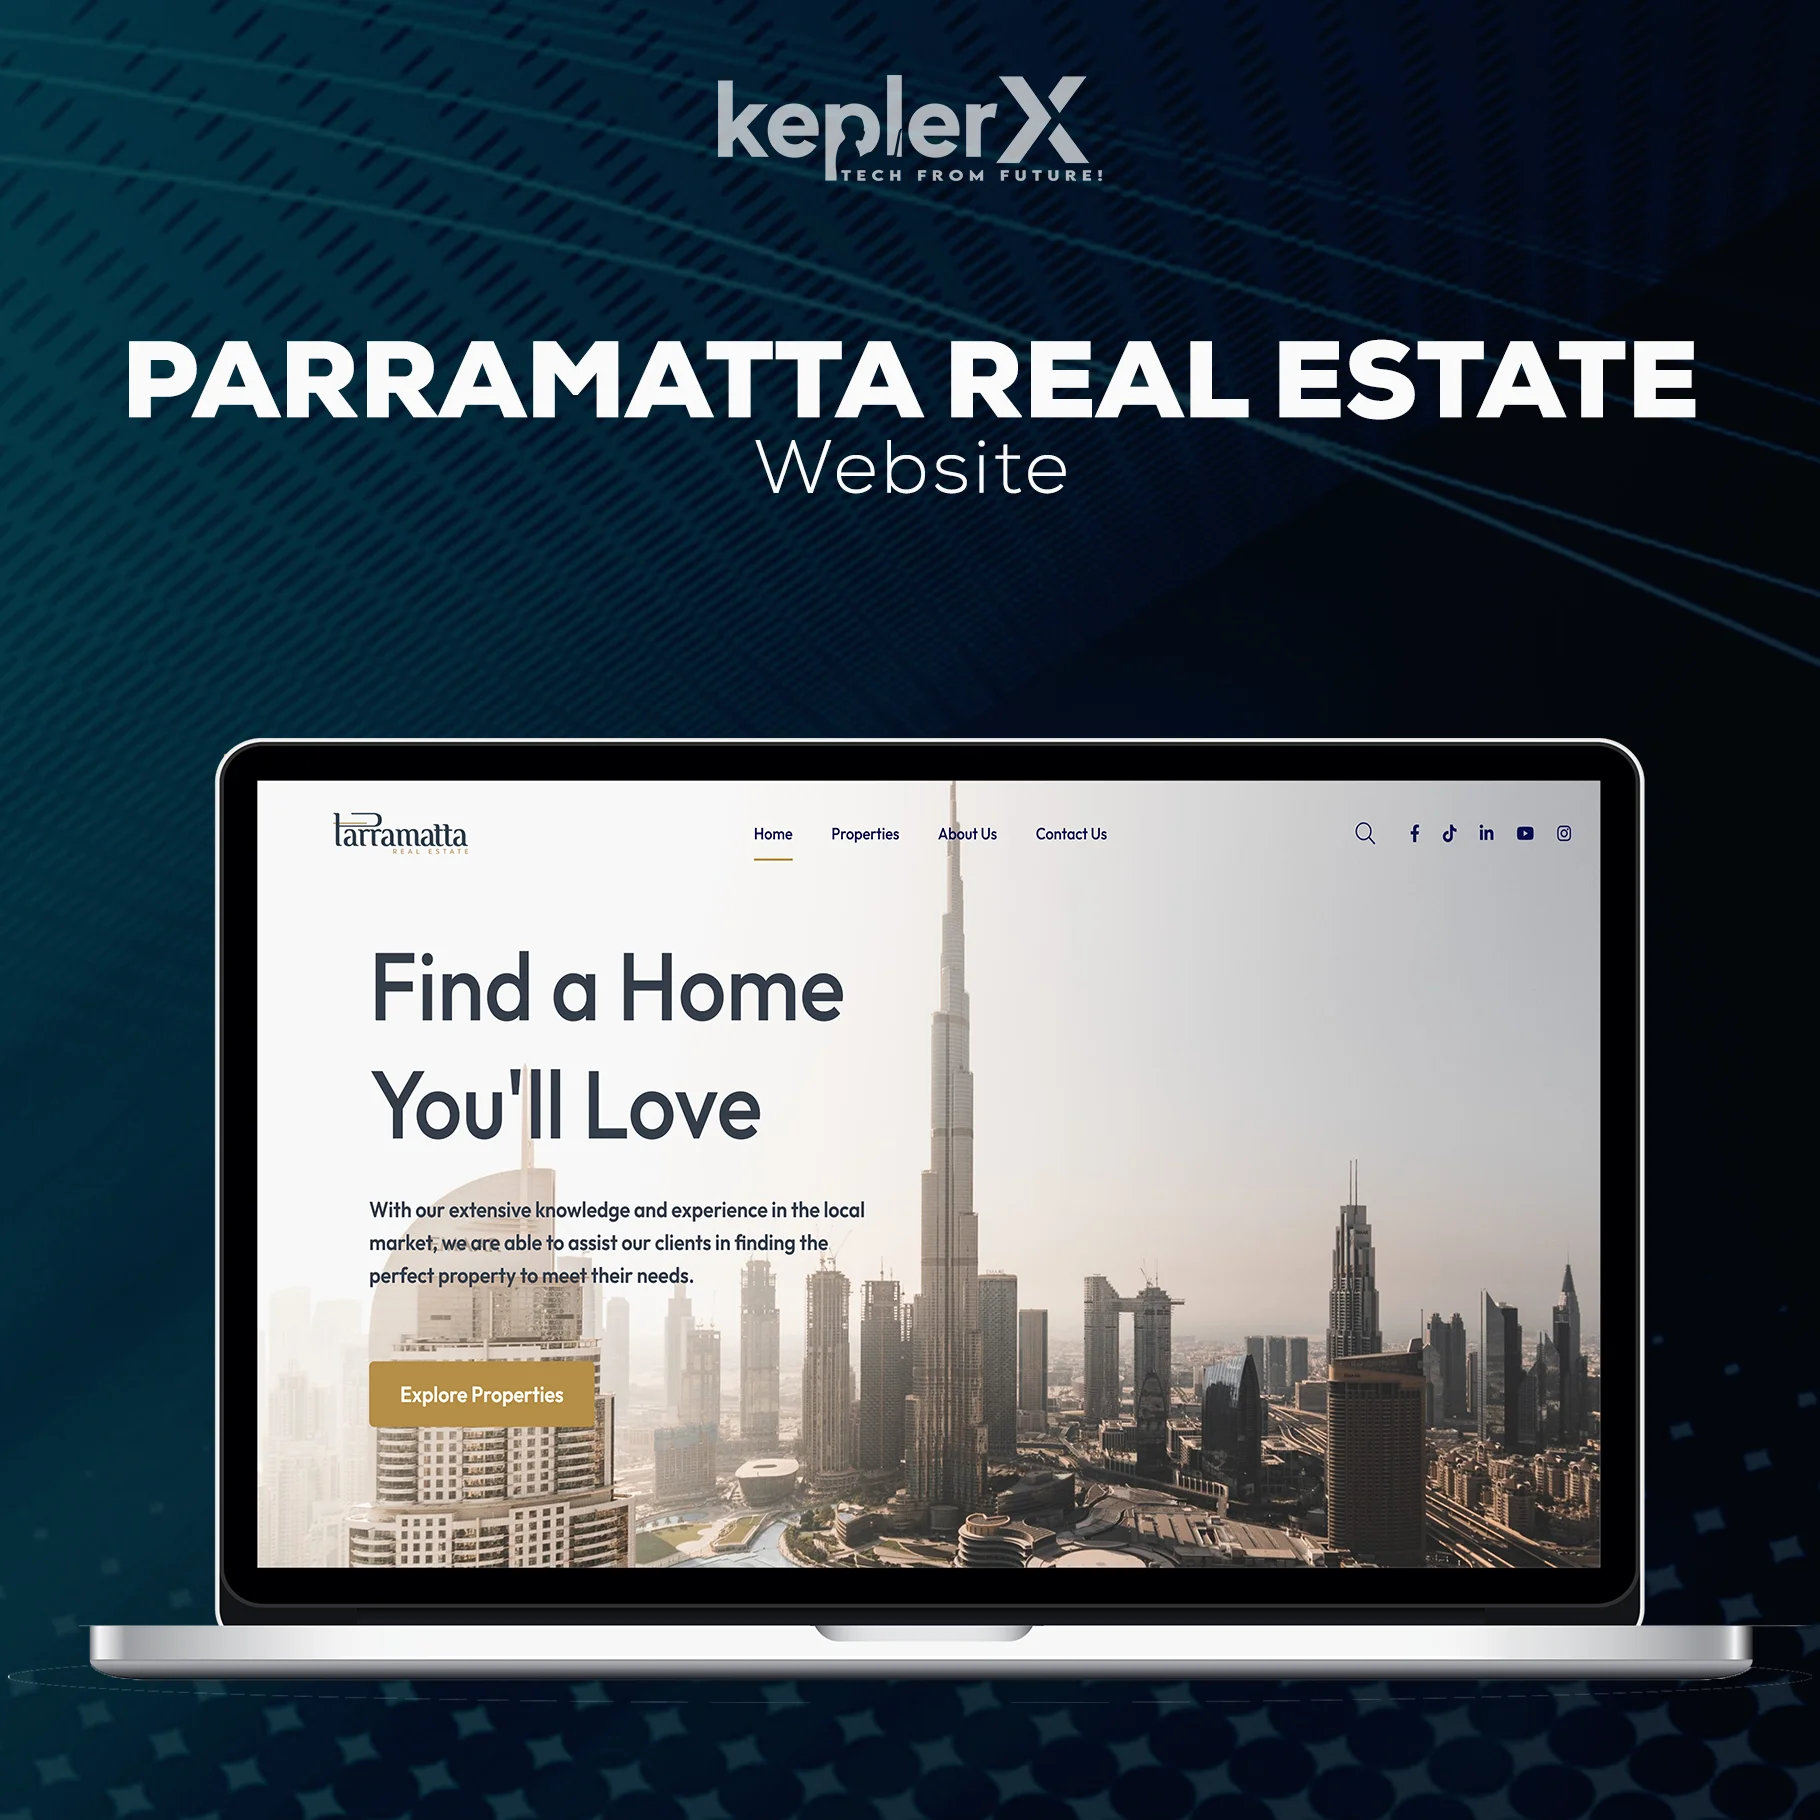 keplerX
TECH FROM FUTURE!
PARRAMATTA REAL ESTATE
Website
Parramatta
REAL ESTATE
Home Properties About Us Contact Us
Find a Home
You'll Love
With our extensive knowledge and experience in the local
market, we are able to assist our clients in finding the
perfect property to meet their needs.
Explore Properties